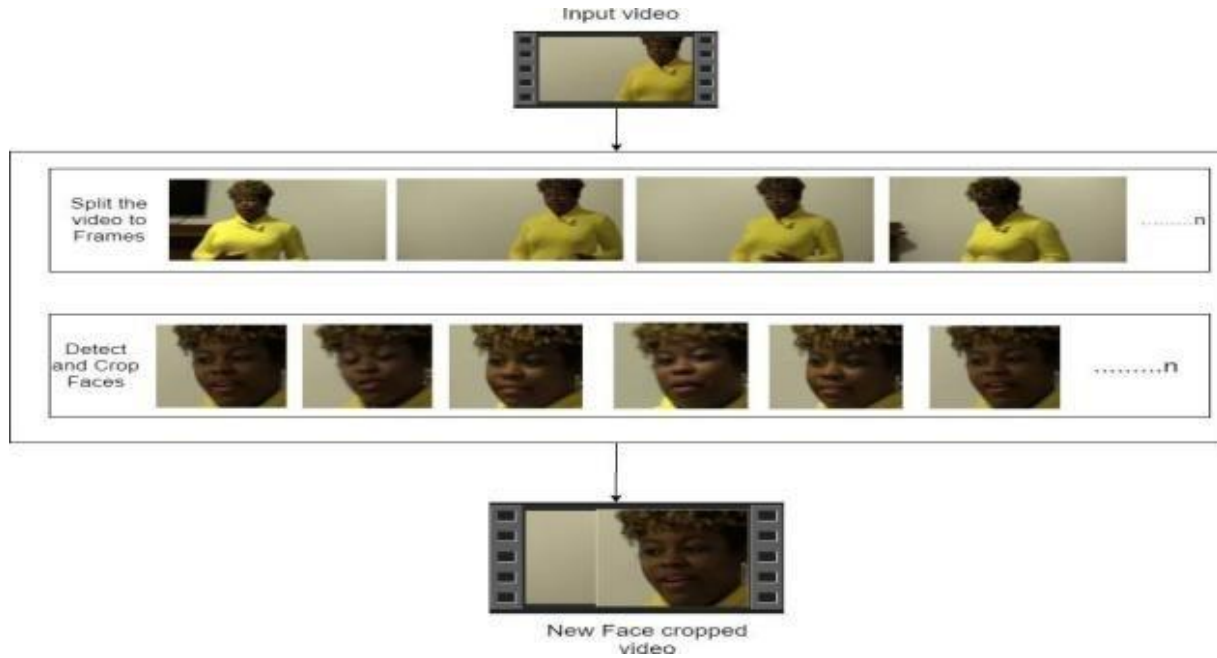 Input video
Split the
video to
Frames
.........n
Detect
and Crop
Faces
.........n
New Face cropped
video